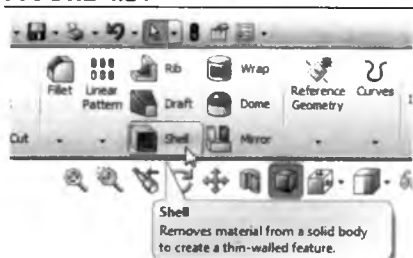 Rib
Wrap
Fillet
Linear
Pattern
Draft
Dome
Reference
Geometry
Curves
Cut
Shell
Mirror
Shell
Removes material from a solid body
to create a thin-walled feature.